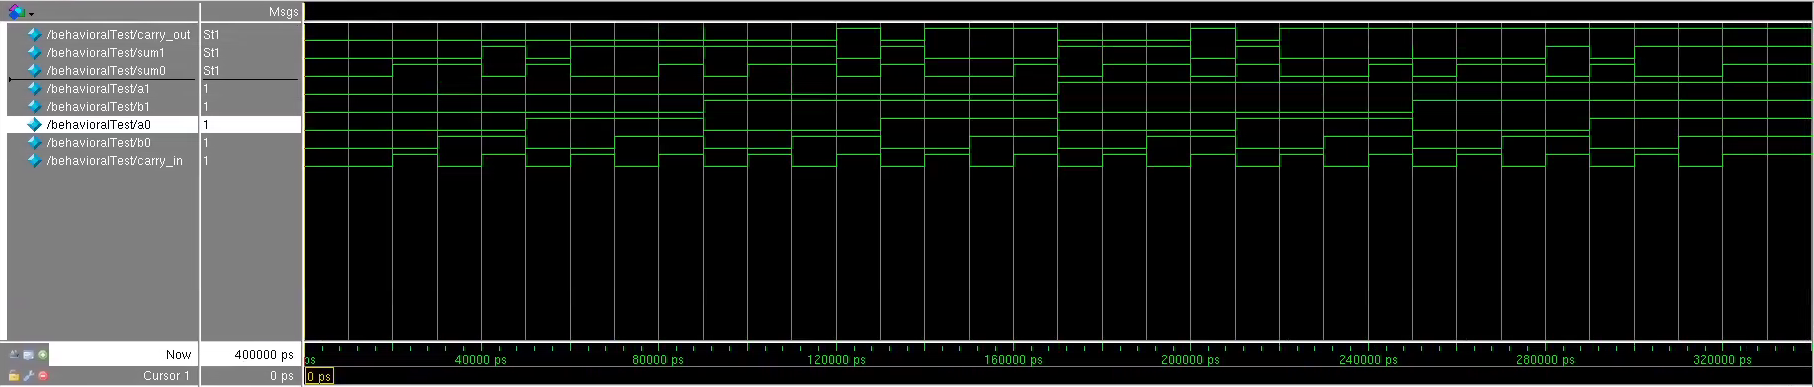 Msgs
/behavioralTest/carry_out St1
/behavioralTest/sum1 St1
/behavioralTest/sum0 St1
/behavioralTest/a1 1
/behavioralTest/b1 1
/behavioralTest/a0 1
/behavioralTest/b0 1
/behavioralTest/carry_in 1
Now 400000 ps ps 40000 ps 80000 ps 120000 ps 160000 ps 200000 ps 240000 ps 280000 ps 320000 ps
Cursor 1 0 ps 0 ps